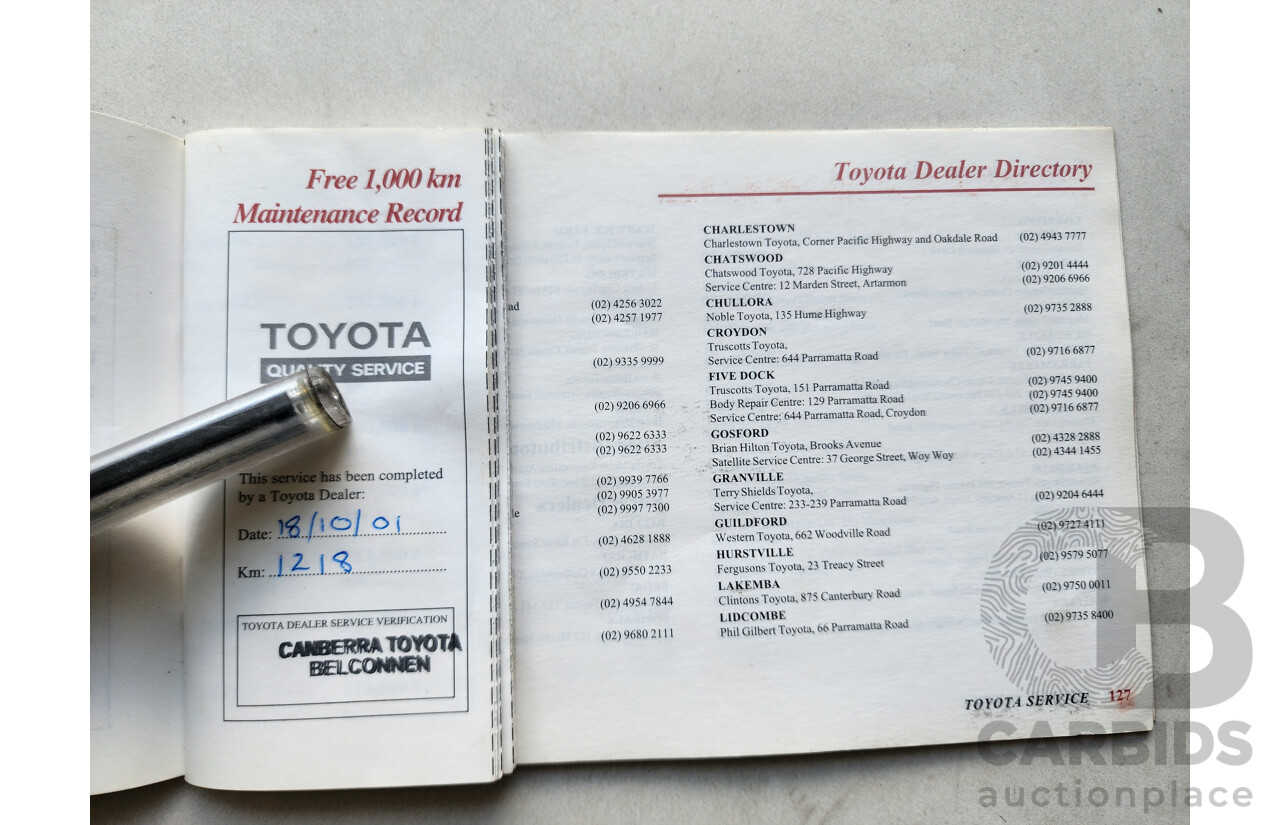 Free 1,000 km
Maintenance Record
TOYOTA
QUALITY SERVICE
This service has been completed
by a Toyota Dealer:
Date: 18/10/01
Km: 1218
TOYOTA DEALER SERVICE VERIFICATION
CANBERRA TOYOTA
BELCONNEN
ad (02) 4256 3022
(02) 4257 1977
(02) 9335 9999
(02) 9206 6966
(02) 9622 6333
(02) 9622 6333
(02) 9939 7766
(02) 9905 3977
le (02) 9997 7300
(02) 4628 1888
(02) 9550 2233
(02) 4954 7844
(02) 9680 2111
Toyota Dealer Directory
CHARLESTOWN
Charlestown Toyota, Corner Pacific Highway and Oakdale Road (02) 4943 7777
CHATSWOOD
Chatswood Toyota, 728 Pacific Highway (02) 9201 4444
Service Centre: 12 Marden Street, Artarmon (02) 9206 6966
CHULLORA
Noble Toyota, 135 Hume Highway (02) 9735 2888
CROYDON
Truscotts Toyota,
Service Centre: 644 Parramatta Road (02) 9716 6877
FIVE DOCK
Truscotts Toyota, 151 Parramatta Road (02) 9745 9400
Body Repair Centre: 129 Parramatta Road (02) 9745 9400
Service Centre: 644 Parramatta Road, Croydon (02) 9716 6877
GOSFORD
Brian Hilton Toyota, Brooks Avenue (02) 4328 2888
Satellite Service Centre: 37 George Street, Woy Woy (02) 4344 1455
GRANVILLE
Terry Shields Toyota,
Service Centre: 233-239 Parramatta Road (02) 9204 6444
GUILDFORD
Western Toyota, 662 Woodville Road (02) 9727 4111
HURSTVILLE
Fergusons Toyota, 23 Treacy Street (02) 9579 5077
LAKEMBA
Clintons Toyota, 875 Canterbury Road (02) 9750 0011
LIDCOMBE
Phil Gilbert Toyota, 66 Parramatta Road (02) 9735 8400
TOYOTA SERVICE 127
CB
CARBIDS
auctionplace